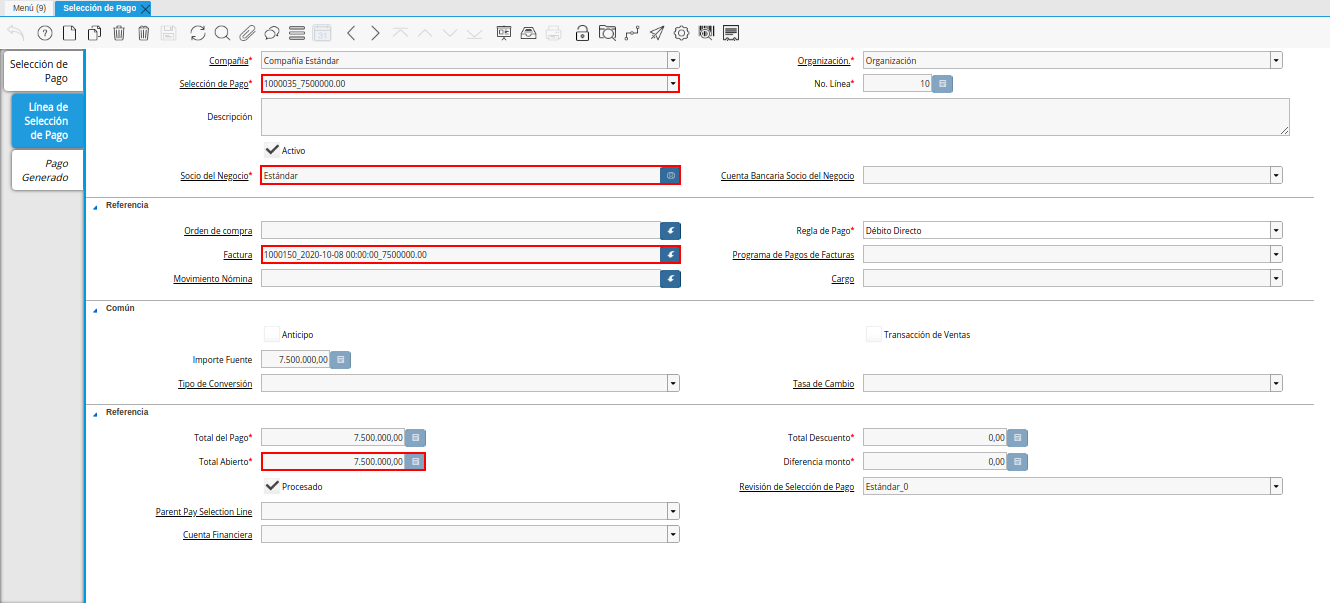 Menú (9) Selección de Pago
Selección de Pago
Línea de Selección de Pago
Pago Generado
Compañía* Compañía Estándar Organización.* Organización
Selección de Pago* 1000035_7500000.00 No. Línea* 10
Descripción
Activo
Socio del Negocio* Estándar Cuenta Bancaria Socio del Negocio
Referencia
Orden de compra Regla de Pago* Débito Directo
Factura 1000150_2020-10-08 00:00:00_7500000.00 Programa de Pagos de Facturas
Movimiento Nómina Cargo
Común
Anticipo Transacción de Ventas
Importe Fuente 7.500.000,00
Tipo de Conversión Tasa de Cambio
Referencia
Total del Pago* 7.500.000,00 Total Descuento* 0,00
Total Abierto* 7.500.000,00 Diferencia monto* 0,00
Procesado Revisión de Selección de Pago Estándar_0
Parent Pay Selection Line
Cuenta Financiera